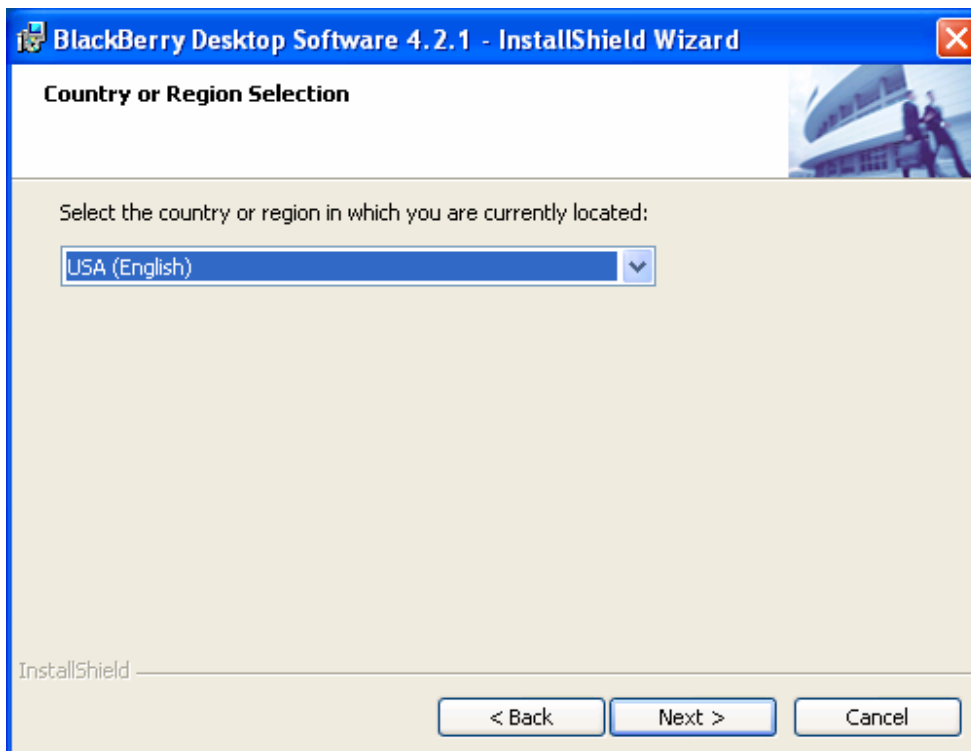 BlackBerry Desktop Software 4.2.1 - InstallShield Wizard
Country or Region Selection
Select the country or region in which you are currently located:
USA (English)
InstallShield
< Back Next > Cancel